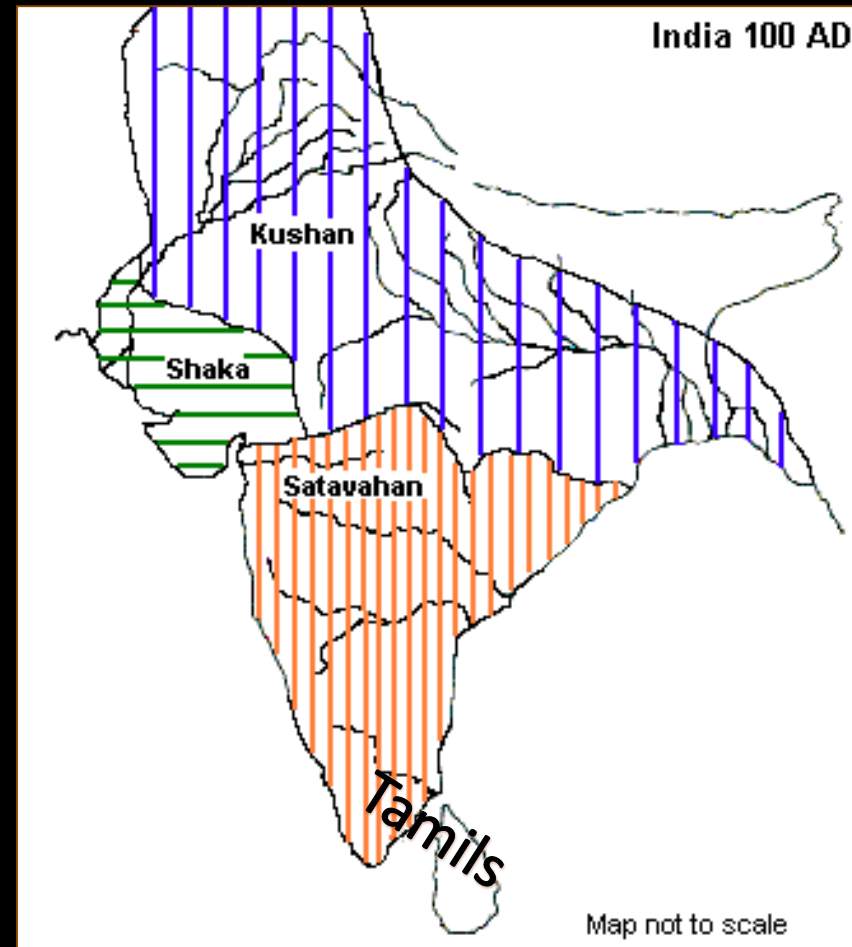 India 100 AD
Kushan
Shaka
Satavahan
Tamils
Map not to scale